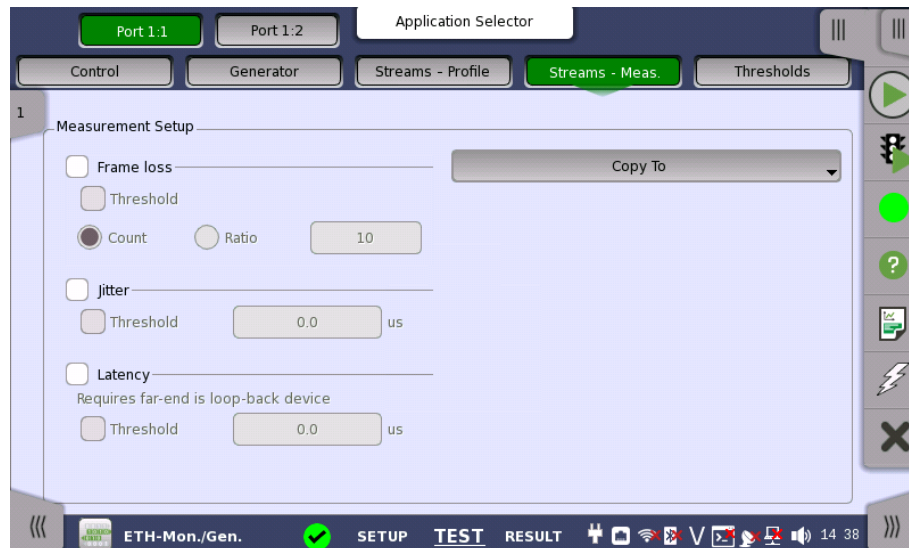 Port 1:1
Port 1:2
Application Selector
Control
Generator
Streams - Profile
Streams - Meas.
Thresholds
1
Measurement Setup
Frame loss
Copy To
Threshold
Count
Ratio
10
Jitter
Threshold
0.0
us
Latency
Requires far-end is loop-back device
Threshold
0.0
us
ETH-Mon./Gen.
SETUP
TEST
RESULT
14 38